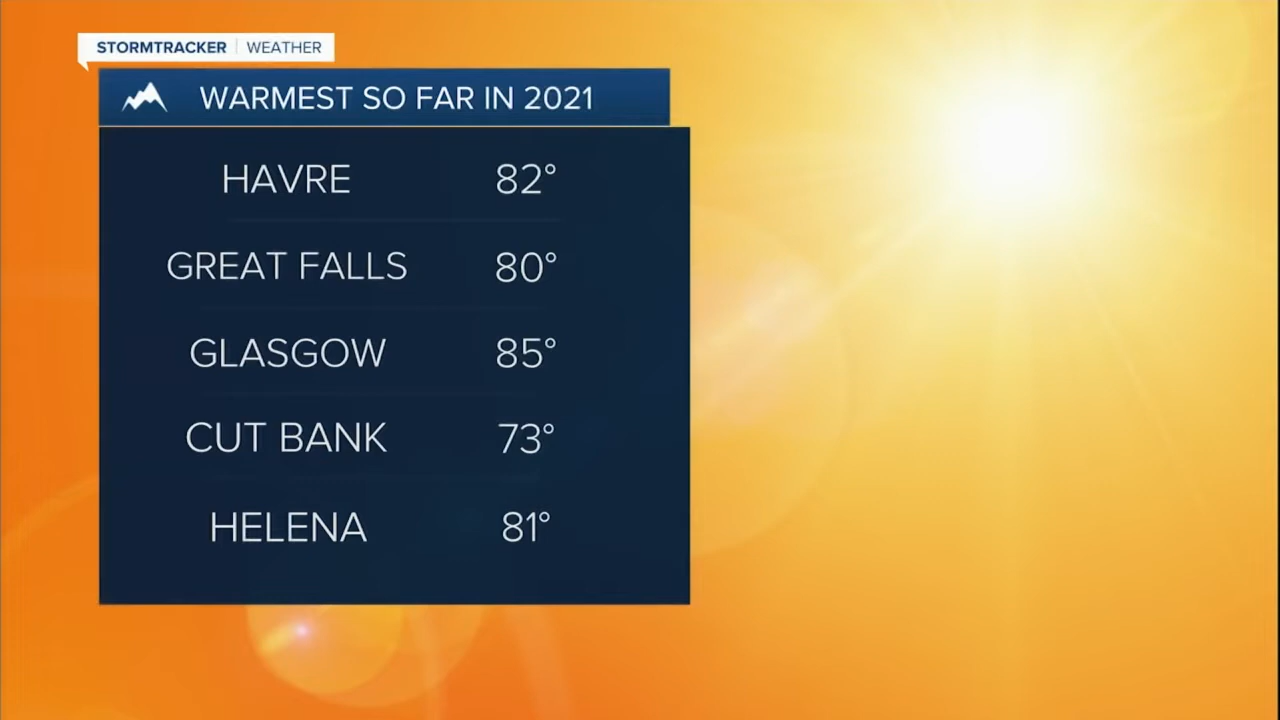 STORMTRACKER | WEATHER
WARMEST SO FAR IN 2021
HAVRE 82°
GREAT FALLS 80°
GLASGOW 85°
CUT BANK 73°
HELENA 81°